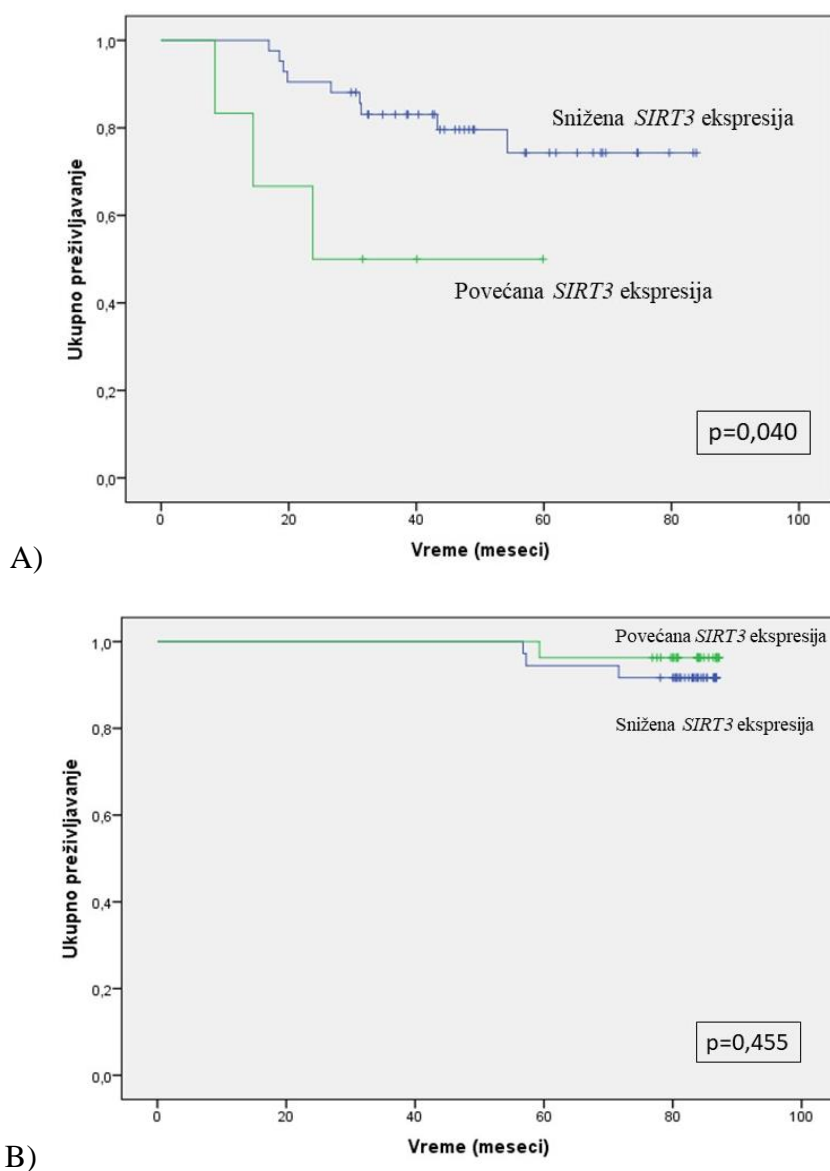 1,0
0,8
0,6
0,4
0,2
0,0
Ukupno preživljavanje
Snižena SIRT3 ekspresija
Povećana SIRT3 ekspresija
p=0,040
0 20 40 60 80 100
Vreme (meseci)
A)
1,0
0,8
0,6
0,4
0,2
0,0
Ukupno preživljavanje
Povećana SIRT3 ekspresija
Snižena SIRT3 ekspresija
p=0,455
0 20 40 60 80 100
Vreme (meseci)
B)